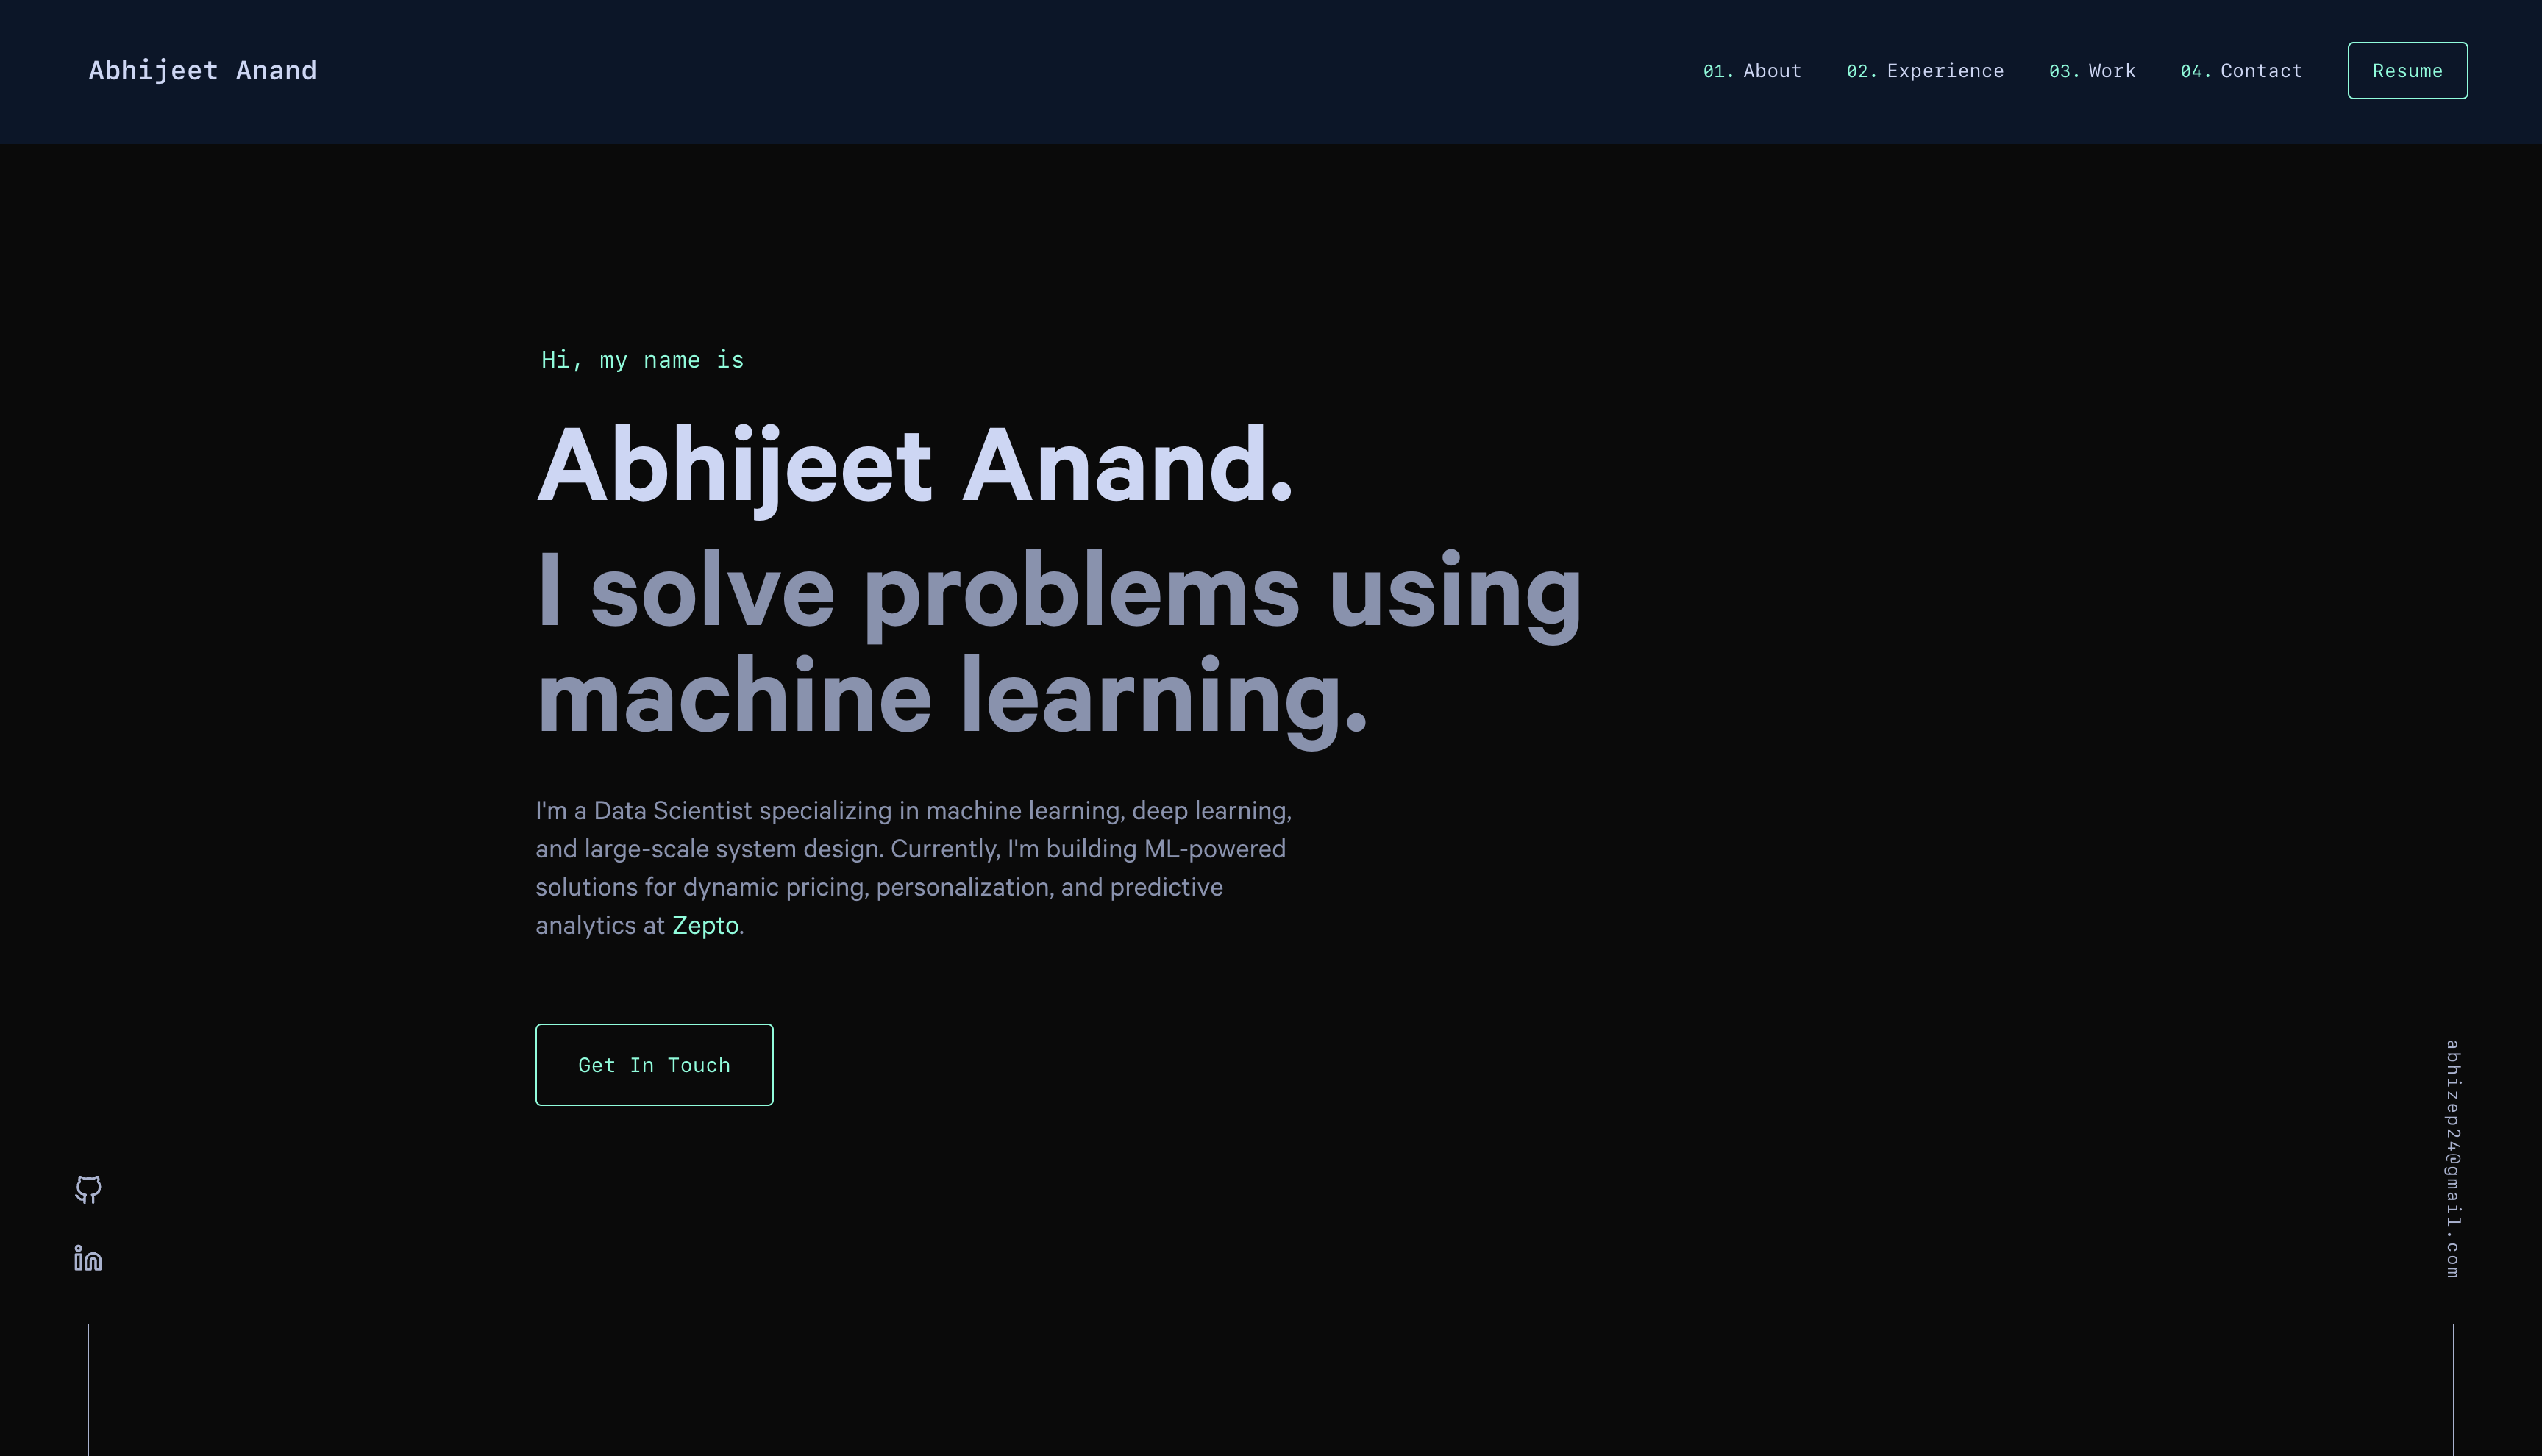 Abhijeet Anand
01. About
02. Experience
03. Work
04. Contact
Resume
Hi, my name is
Abhijeet Anand.
I solve problems using
machine learning.
I'm a Data Scientist specializing in machine learning, deep learning,
and large-scale system design. Currently, I'm building ML-powered
solutions for dynamic pricing, personalization, and predictive
analytics at Zepto.
Get In Touch
abhizep24@gmail.com